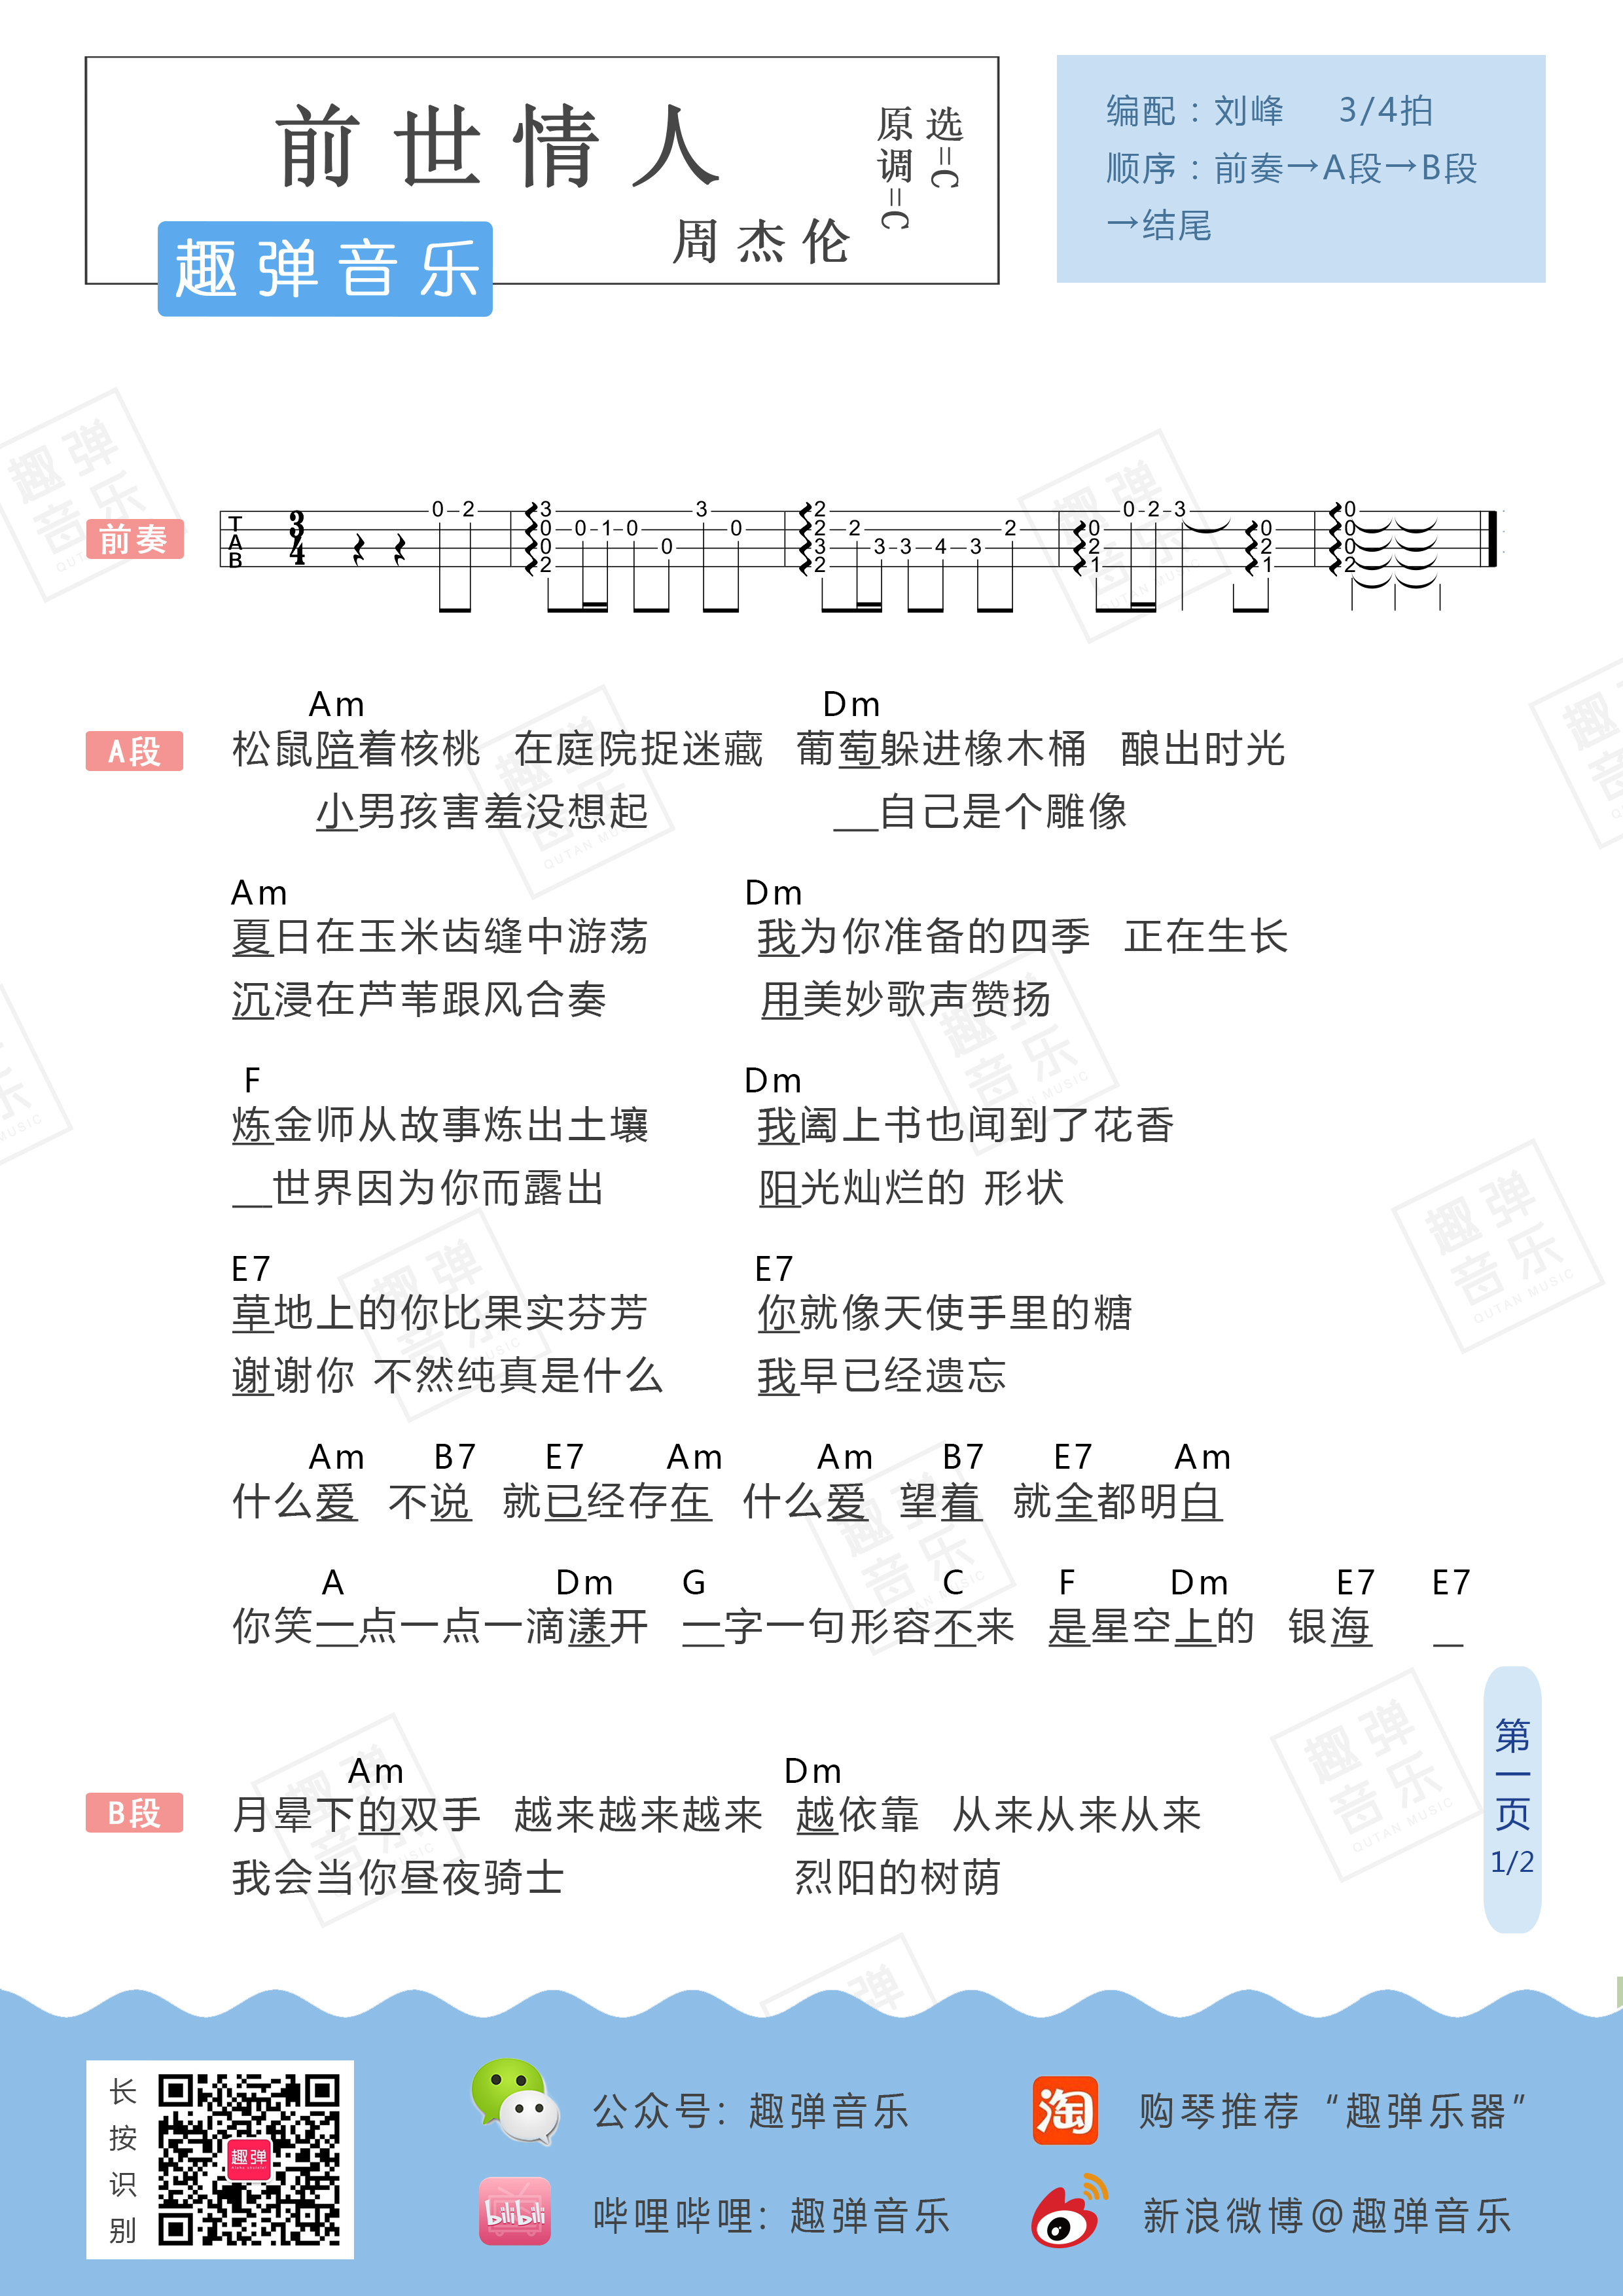 前世情人
原调=C
选=C
周杰伦
趣弹音乐
编配：刘峰 3/4拍
顺序：前奏→A段→B段
→结尾
前奏
T
A
B
3
4
0 2 3 0 1 0 3 0 2 2 0 2 3 0
0 0 2 2 0 0
0 0 3 3 3 4 3 2 2 0
2 2 1 1 2
A段
Am Dm
松鼠陪着核桃 在庭院捉迷藏 葡萄躲进橡木桶 酿出时光
小男孩害羞没想起 __自己是个雕像
Am Dm
夏日在玉米齿缝中游荡 我为你准备的四季 正在生长
沉浸在芦苇跟风合奏 用美妙歌声赞扬
F Dm
炼金师从故事炼出土壤 我阖上书也闻到了花香
__世界因为你而露出 阳光灿烂的 形状
E7 E7
草地上的你比果实芬芳 你就像天使手里的糖
谢谢你 不然纯真是什么 我早已经遗忘
Am B7 E7 Am Am B7 E7 Am
什么爱 不说 就已经存在 什么爱 望着 就全都明白
A Dm G C F Dm E7 E7
你笑一点一点一滴漾开 一字一句形容不来 是星空上的 银海 __
B段
Am Dm
月晕下的双手 越来越来越来 越依靠 从来从来从来
我会当你昼夜骑士 烈阳的树荫
第一页
1/2
长按识别
趣弹
公众号：趣弹音乐
淘
购琴推荐“趣弹乐器”
bilibili
哔哩哔哩：趣弹音乐
新浪微博@趣弹音乐